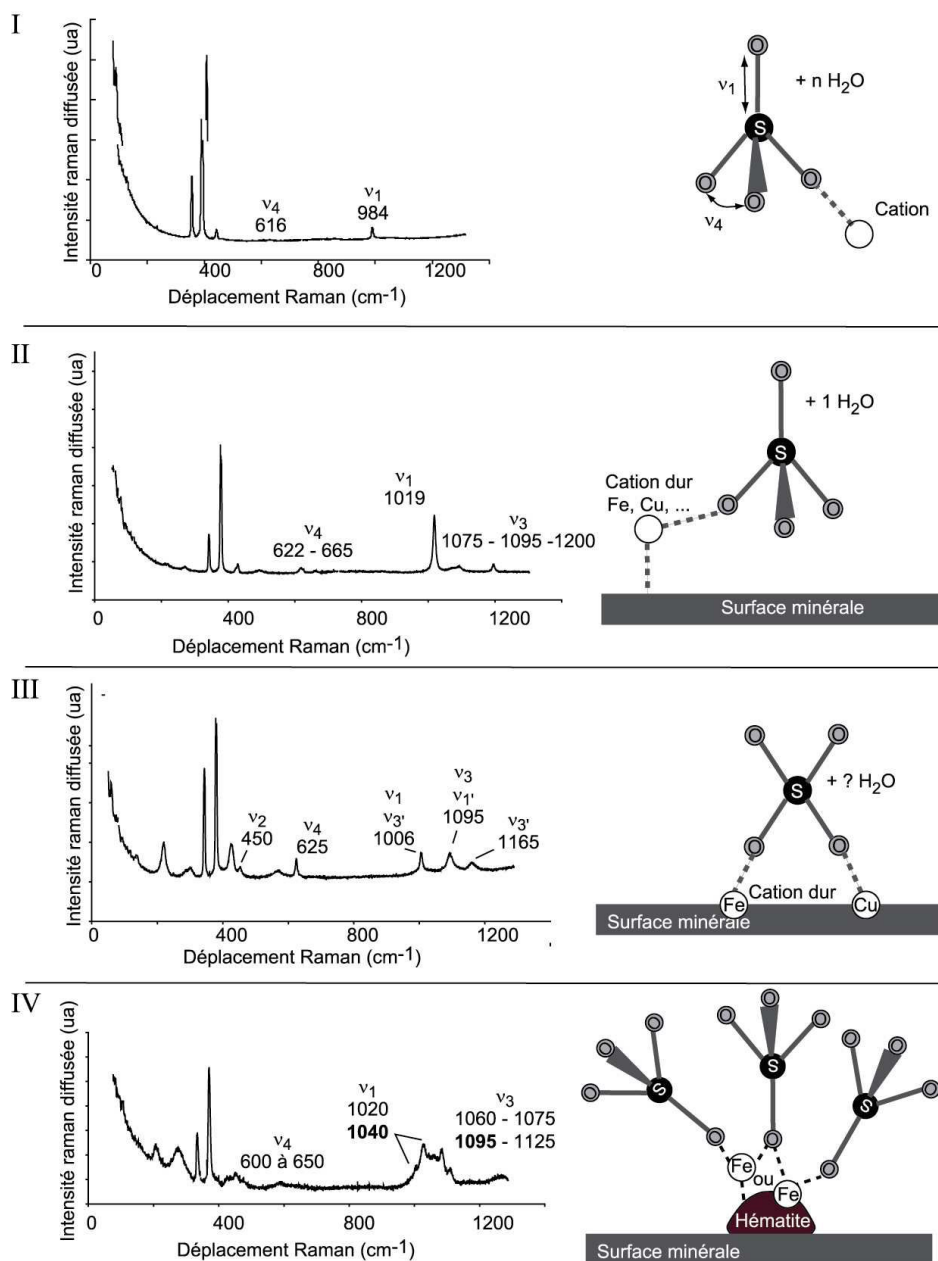 I
Intensité raman diffusée (ua)
ν4
616
ν1
984
0
400
800
1200
Déplacement Raman (cm-1)
O
ν1
+ n H2O
S
O
O
O
ν4
Cation
II
Intensité raman diffusée (ua)
ν1
1019
ν4
622 - 665
ν3
1075 - 1095 -1200
0
400
800
1200
Déplacement Raman (cm-1)
O
+ 1 H2O
S
Cation dur
Fe, Cu, ...
O
O
O
Surface minérale
III
Intensité raman diffusée (ua)
ν2
450
ν4
625
ν1
ν3'
1006
ν3
ν1'
1095
ν3'
1165
0
400
800
1200
Déplacement Raman (cm-1)
O
O
S
+ ? H2O
O
O
Cation dur
Fe
Cu
Surface minérale
IV
Intensité raman diffusée (ua)
ν4
600 à 650
ν1
1020
1040
ν3
1060 - 1075
1095 - 1125
0
400
800
1200
Déplacement Raman (cm-1)
O
O
O
O
O
O
O
O
O
S
S
S
O
O
O
Fe
ou
Fe
Hématite
Surface minérale